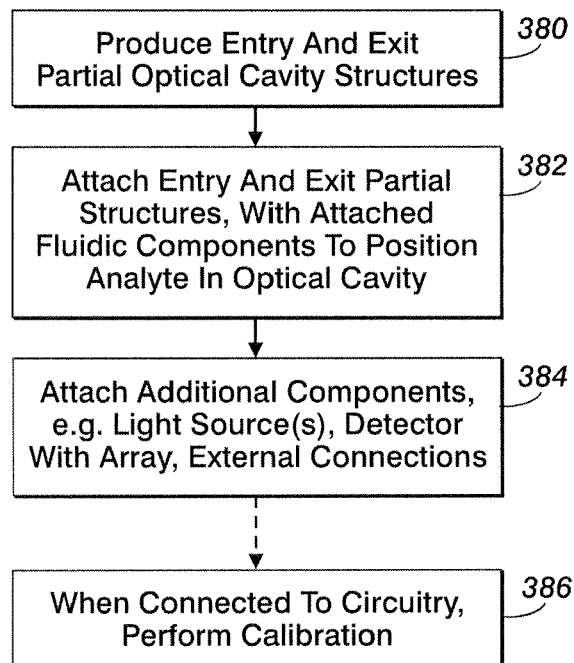 Produce Entry And Exit
Partial Optical Cavity Structures
380
Attach Entry And Exit Partial
Structures, With Attached
Fluidic Components To Position
Analyte In Optical Cavity
382
Attach Additional Components,
e.g. Light Source(s), Detector
With Array, External Connections
384
When Connected To Circuitry,
Perform Calibration
386